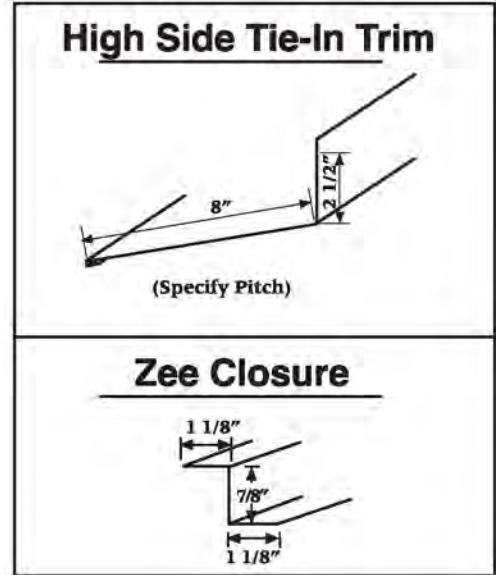 High Side Tie-In Trim
8"
2 1/2"
(Specify Pitch)
Zee Closure
1 1/8"
7/8"
1 1/8"